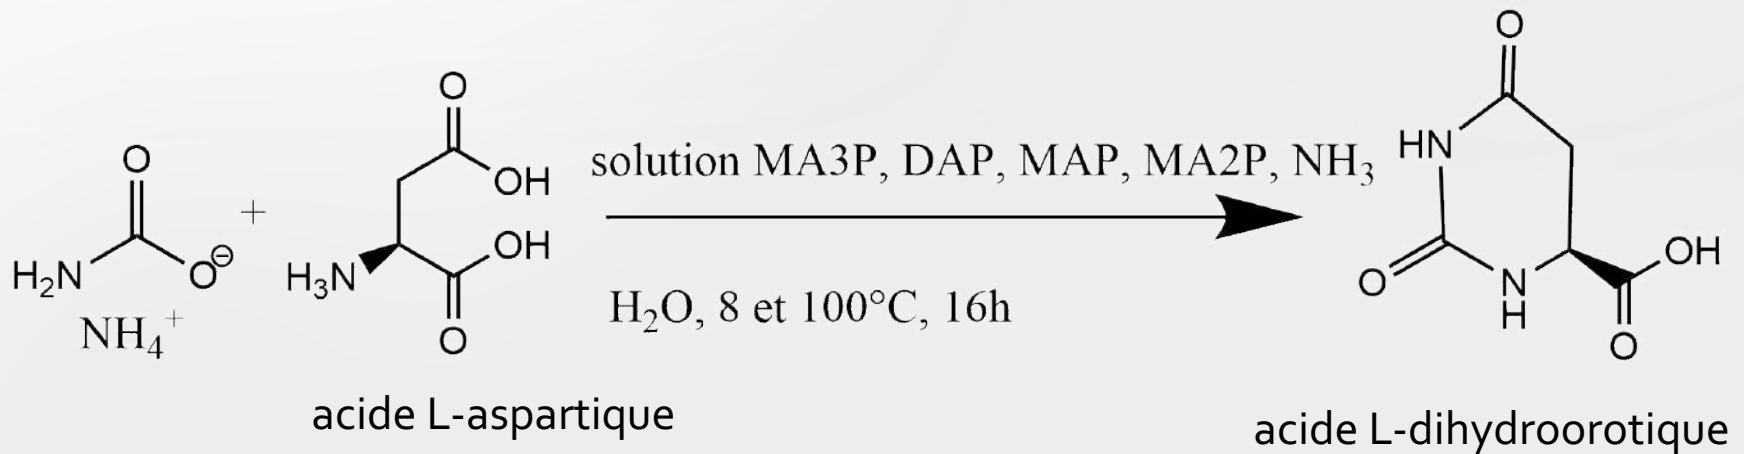 O
H₂N
O⊖
NH₄⁺
+
O
OH
OH
H₃N
O
acide L-aspartique
solution MA3P, DAP, MAP, MA2P, NH₃
H₂O, 8 et 100°C, 16h
O
HN
O
N
H
OH
O
acide L-dihydroorotique